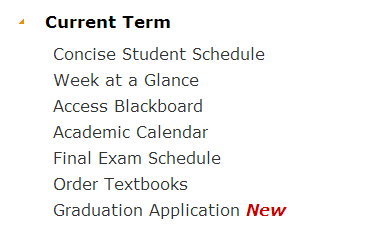 Current Term
Concise Student Schedule
Week at a Glance
Access Blackboard
Academic Calendar
Final Exam Schedule
Order Textbooks
Graduation Application New